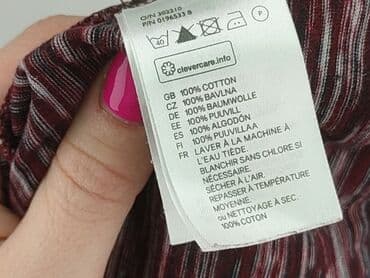 O/N 303310
P/N 0196533 8
40
P
clevercare.info
GB 100% COTTON
CZ 100% BAVLNA
DE 100% BAUMWOLLE
EE 100% PUUVILL
ES 100% ALGODÓN
FI 100% PUUVILLAA
FR LAVER À LA MACHINE À
L'EAU TIÈDE.
BLANCHIR SANS CHLORE SI
NÉCESSAIRE.
SÉCHER À L'AIR.
REPASSER À TEMPÉRATURE
MOYENNE.
ou NETTOYAGE À SEC.
100% COTON